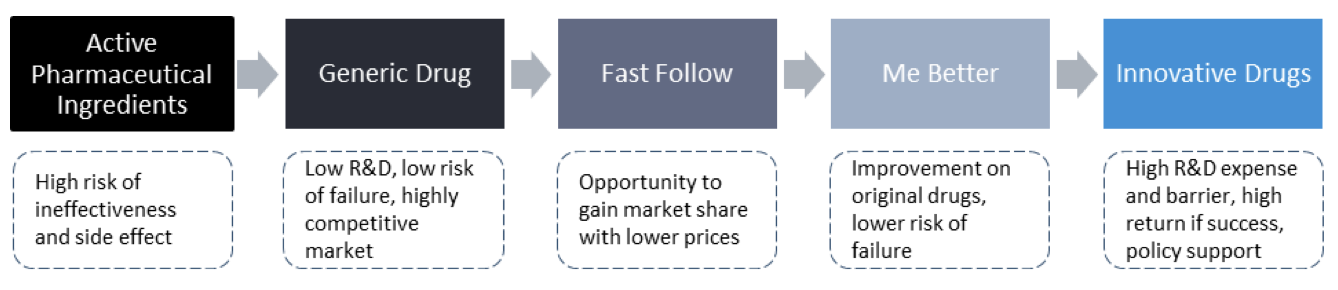 Active
Pharmaceutical
Ingredients
Generic Drug
Fast Follow
Me Better
Innovative Drugs
High risk of
ineffectiveness
and side effect
Low R&D, low risk
of failure, highly
competitive
market
Opportunity to
gain market share
with lower prices
Improvement on
original drugs,
lower risk of
failure
High R&D expense
and barrier, high
return if success,
policy support